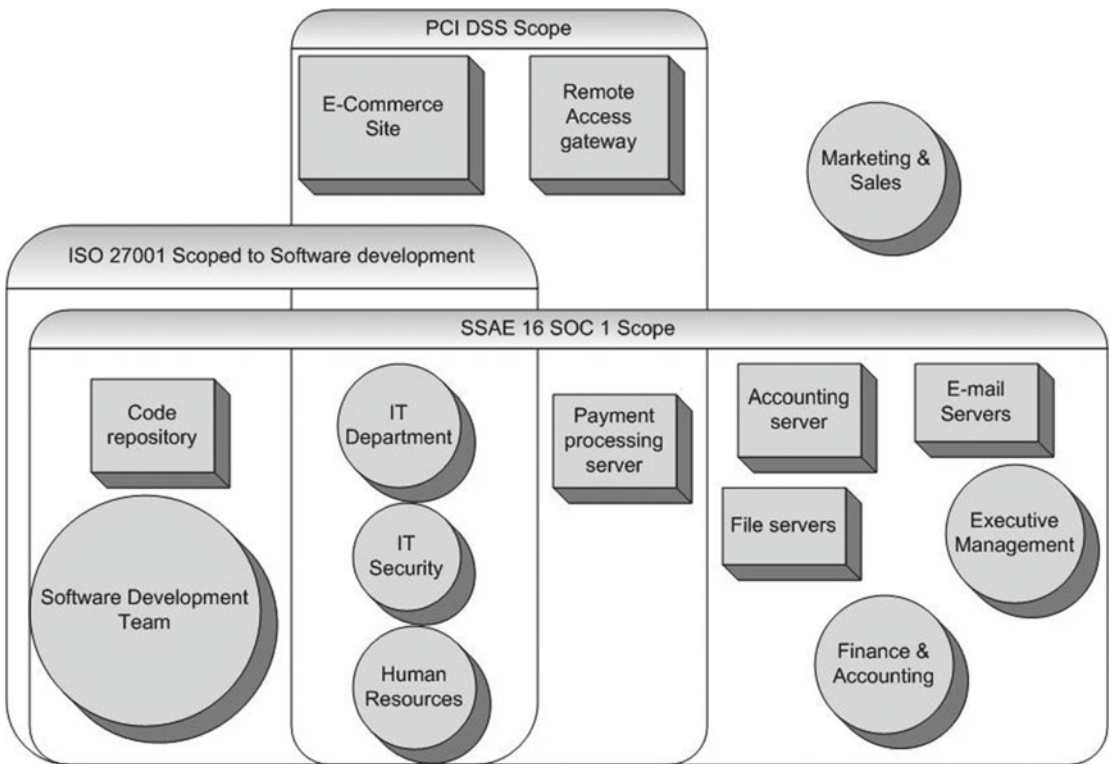 PCI DSS Scope
E-Commerce
Site
Remote
Access
gateway
Marketing &
Sales
ISO 27001 Scoped to Software development
SSAE 16 SOC 1 Scope
Code
repository
Software Development
Team
IT
Department
IT
Security
Human
Resources
Payment
processing
server
Accounting
server
E-mail
Servers
File servers
Executive
Management
Finance &
Accounting